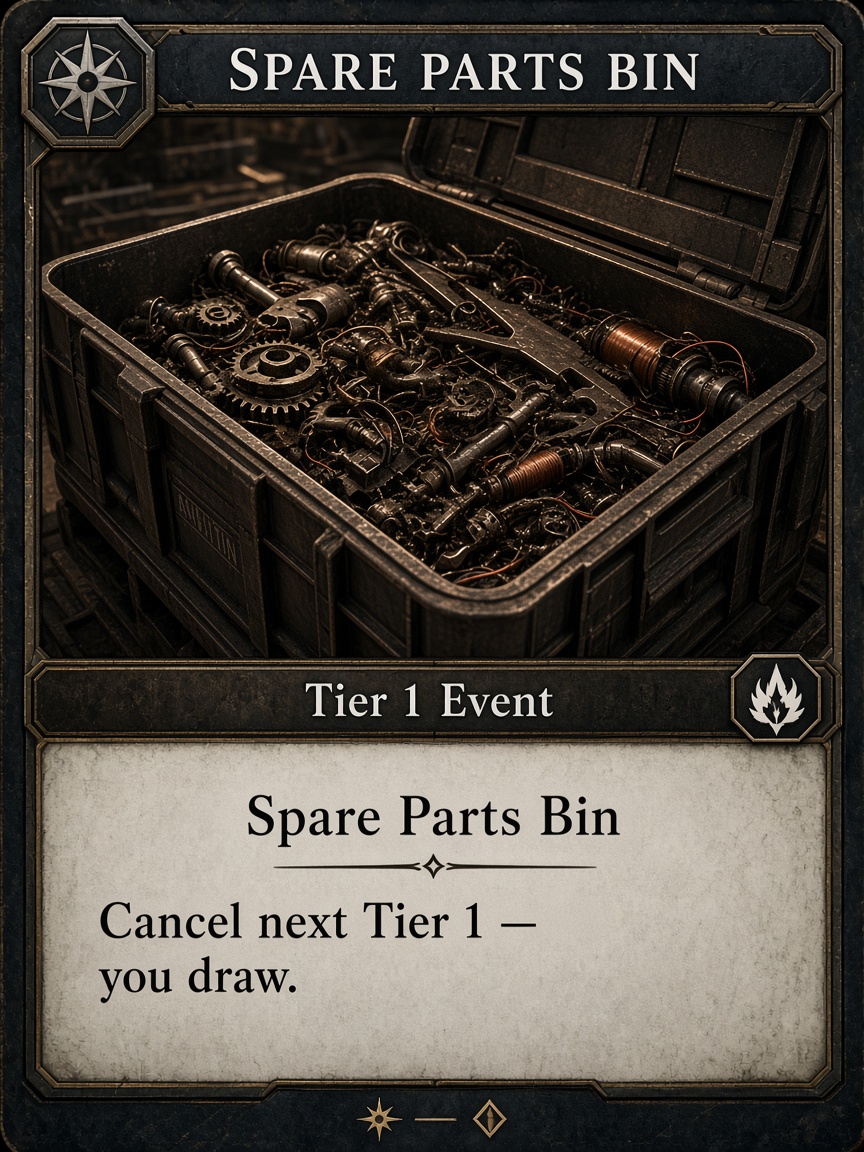 SPARE PARTS BIN
Tier 1 Event
Spare Parts Bin
Cancel next Tier 1 —
you draw.